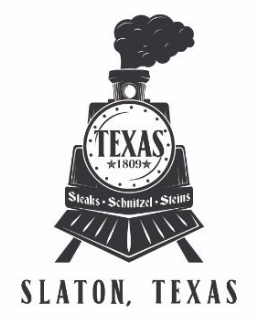 TEXAS
★1809★
Steaks • Schnitzel • Steins
SLATON, TEXAS